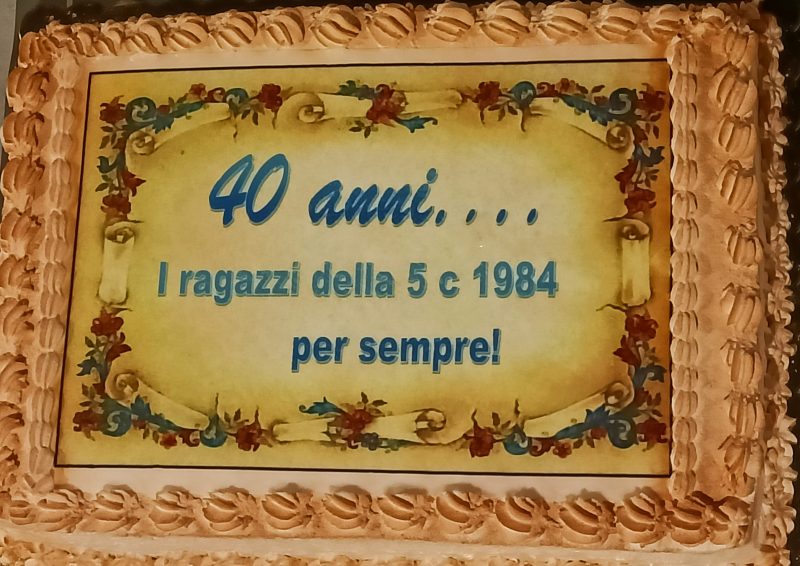 40 anni....
I ragazzi della 5 c 1984
per sempre!